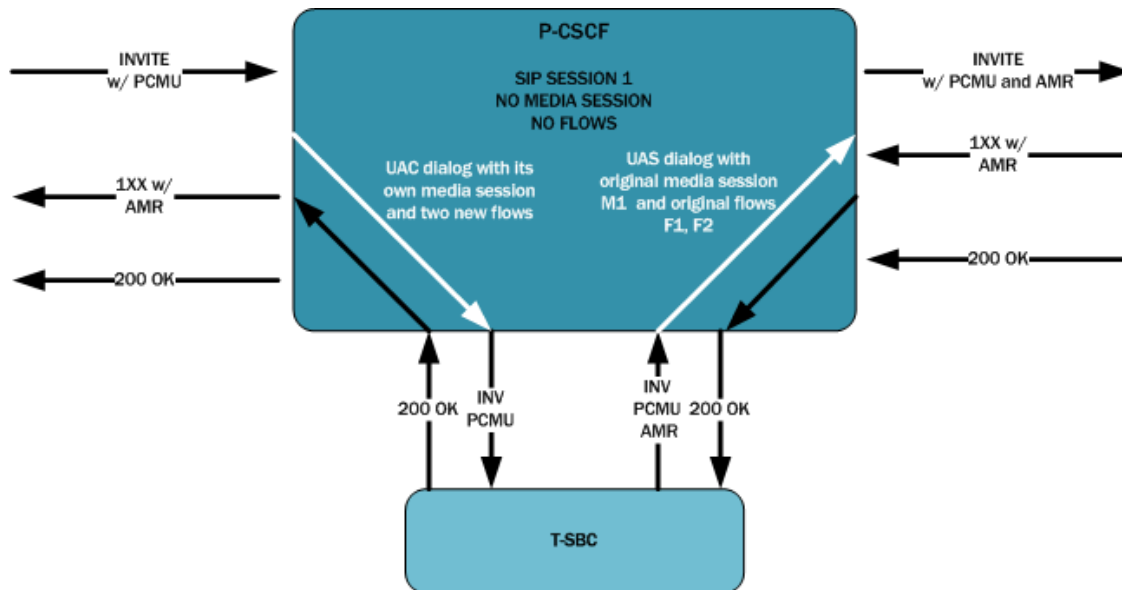 P-CSCF
SIP SESSION 1
NO MEDIA SESSION
NO FLOWS
INVITE
w/ PCMU
1XX w/
AMR
200 OK
UAC dialog with its
own media session
and two new flows
UAS dialog with
original media session
M1 and original flows
F1, F2
INVITE
w/ PCMU and AMR
1XX w/
AMR
200 OK
200 OK
INV
PCMU
INV
PCMU
AMR
200 OK
T-SBC